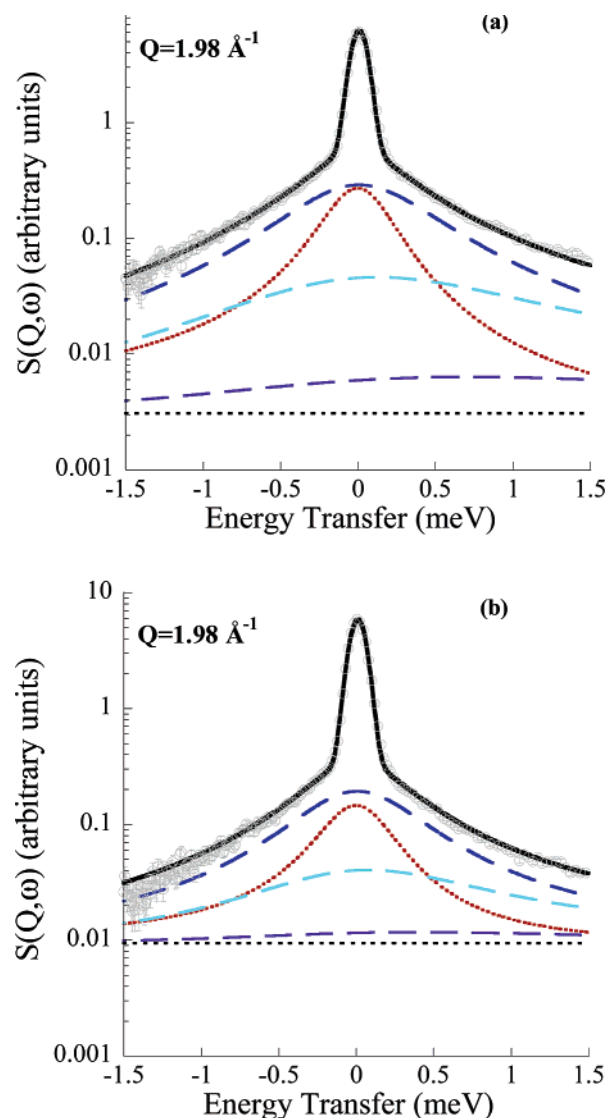 (a)
Q=1.98 Å⁻¹
S(Q,ω) (arbitrary units)
1
0.1
0.01
0.001
-1.5 -1 -0.5 0 0.5 1 1.5
Energy Transfer (meV)
(b)
Q=1.98 Å⁻¹
S(Q,ω) (arbitrary units)
10
1
0.1
0.01
0.001
-1.5 -1 -0.5 0 0.5 1 1.5
Energy Transfer (meV)